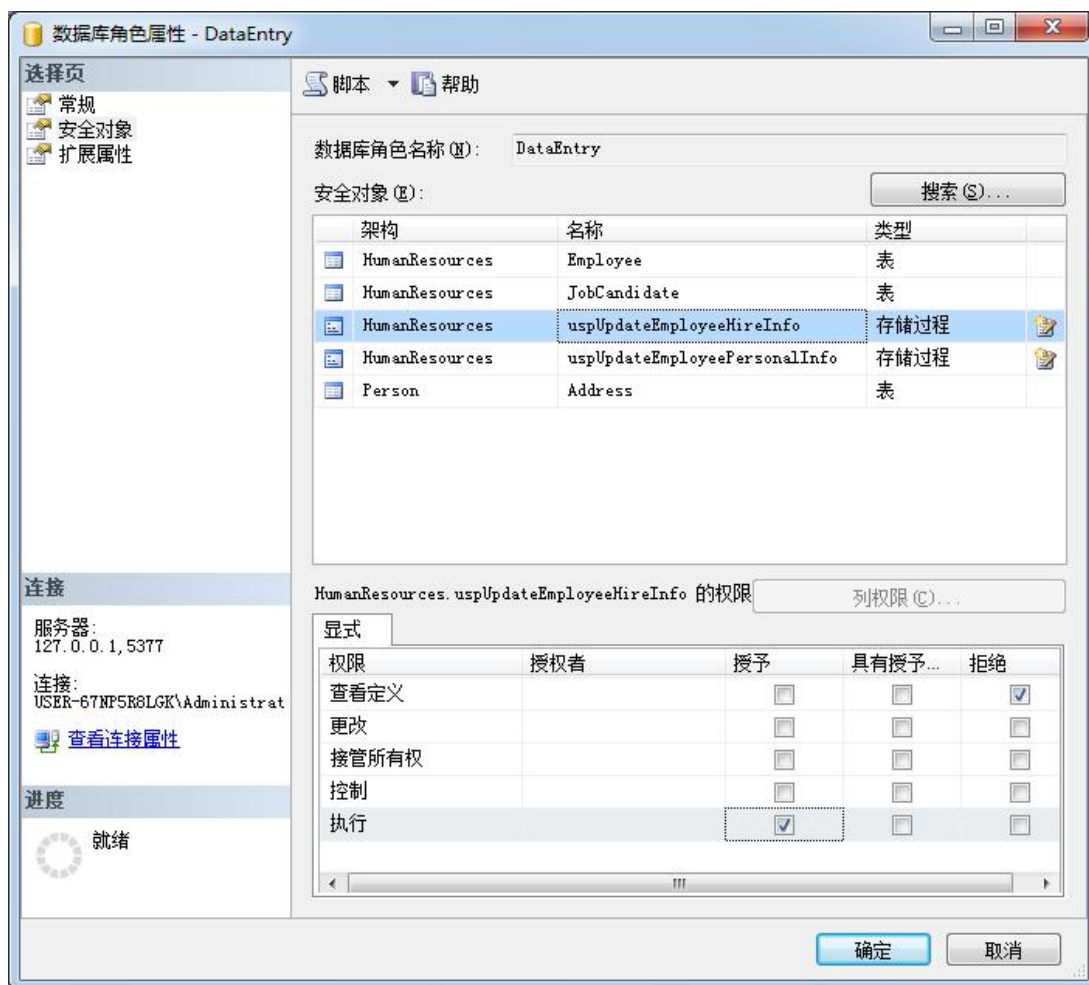 数据库角色属性 - DataEntry
选择页
常规
安全对象
扩展属性
脚本 帮助
数据库角色名称(N): DataEntry
安全对象(E): 搜索(S)...
架构 名称 类型
HumanResources Employee 表
HumanResources JobCandidate 表
HumanResources uspUpdateEmployeeHireInfo 存储过程
HumanResources uspUpdateEmployeePersonalInfo 存储过程
Person Address 表
连接
服务器:
127.0.0.1,5377
连接:
USER-67NP5R8LGK\Administrat
查看连接属性
进度
就绪
HumanResources.uspUpdateEmployeeHireInfo 的权限 列权限(C)...
显式
权限 授权者 授予 具有授予... 拒绝
查看定义
更改
接管所有权
控制
执行
确定 取消